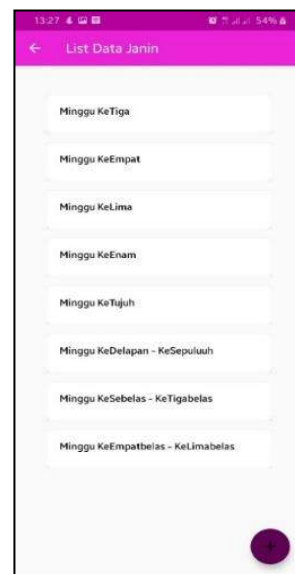 13:27 54%
List Data Janin
Minggu KeTiga
Minggu KeEmpat
Minggu KeLima
Minggu KeEnam
Minggu KeTujuh
Minggu KeDelapan - KeSepuluuh
Minggu KeSebelas - KeTigabelas
Minggu KeEmpatbelas - KeLimabelas